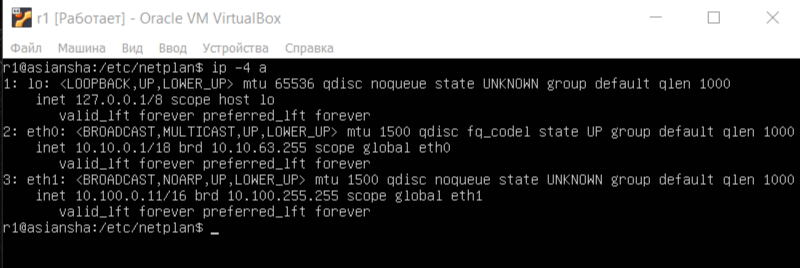 r1 [Работает] - Oracle VM VirtualBox
Файл Машина Вид Ввод Устройства Справка
r1@asiansha:/etc/netplan$ ip -4 a
1: lo: <LOOPBACK,UP,LOWER_UP> mtu 65536 qdisc noqueue state UNKNOWN group default qlen 1000
    inet 127.0.0.1/8 scope host lo
       valid_lft forever preferred_lft forever
2: eth0: <BROADCAST,MULTICAST,UP,LOWER_UP> mtu 1500 qdisc fq_codel state UP group default qlen 1000
    inet 10.10.0.1/18 brd 10.10.63.255 scope global eth0
       valid_lft forever preferred_lft forever
3: eth1: <BROADCAST,NOARP,UP,LOWER_UP> mtu 1500 qdisc noqueue state UNKNOWN group default qlen 1000
    inet 10.100.0.11/16 brd 10.100.255.255 scope global eth1
       valid_lft forever preferred_lft forever
r1@asiansha:/etc/netplan$ _